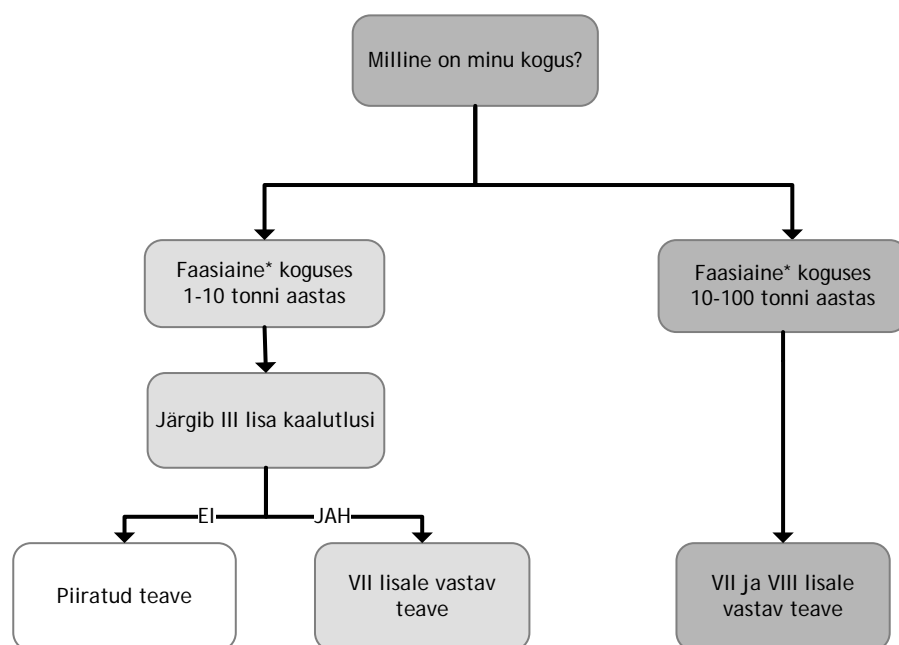 Milline on minu kogus?
Faasiaine* koguses
1-10 tonni aastas
Faasiaine* koguses
10-100 tonni aastas
Järgib III lisa kaalutlusi
EI
JAH
Piiratud teave
VII lisale vastav
teave
VII ja VIII lisale
vastav teave